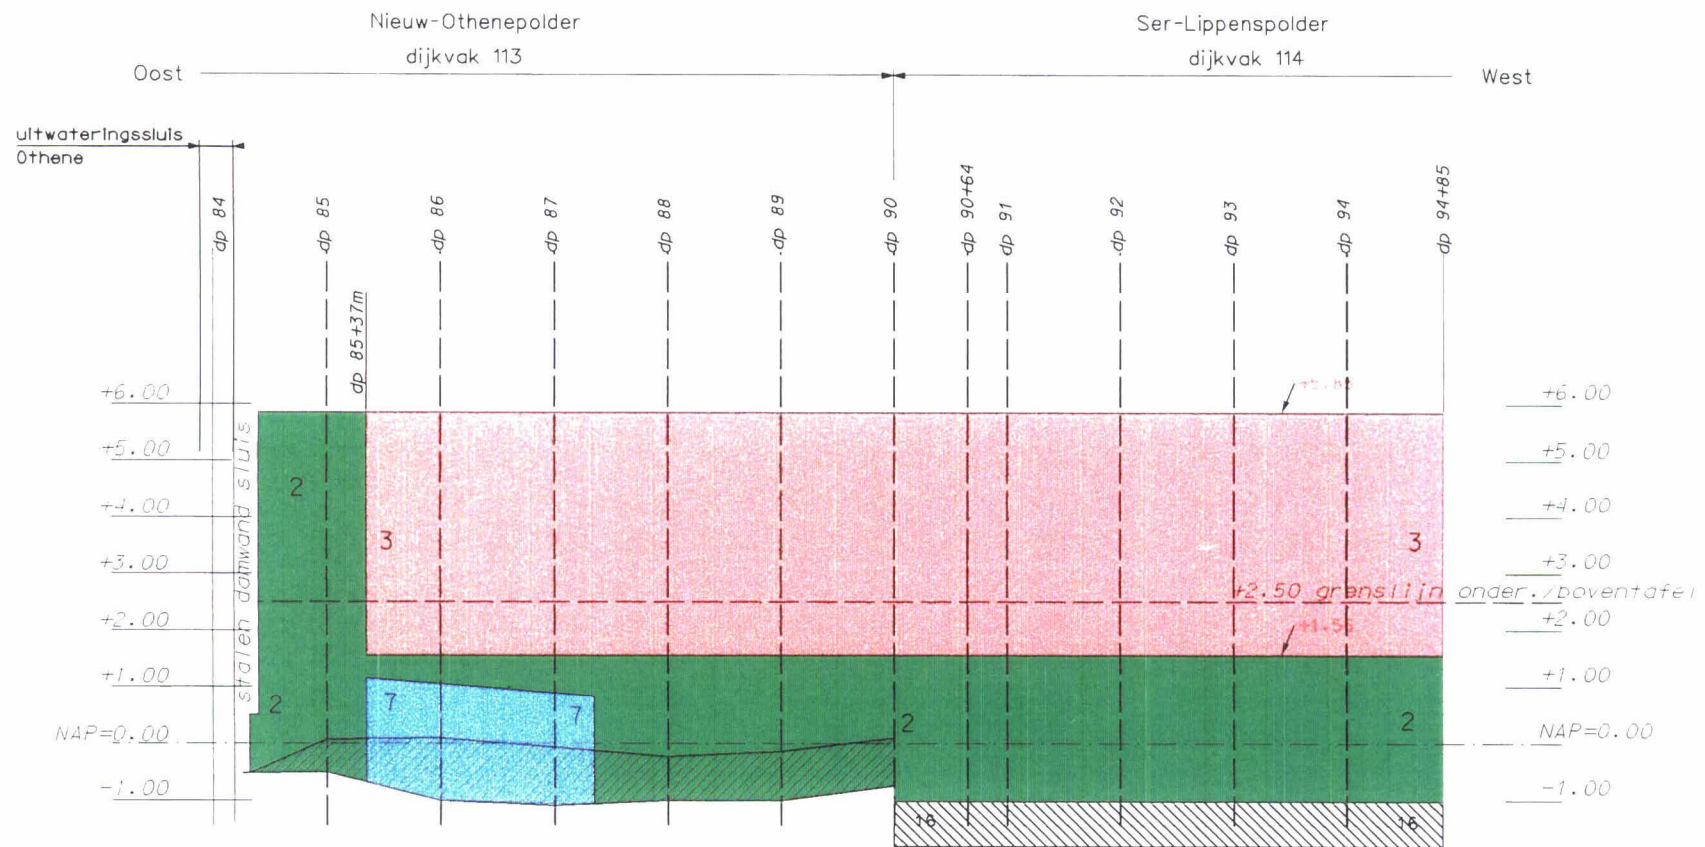 Nieuw-Othenepolder
Ser-Lippenspolder
dijkvak 113
dijkvak 114
Oost
West
uitwateringssluis
Othene
dp 84
dp 85
dp 85+37m
dp 86
dp 87
dp 88
dp 89
dp 90
dp 90+64
dp 91
dp 92
dp 93
dp 94
dp 94+85
+6.00
+5.00
+4.00
+3.00
+2.00
+1.00
NAP=0.00
-1.00
stalen damwand sluis
2
2
3
7
7
2
3
2
16
16
+2.50 grenslijn onder./boventafel
+6.00
+5.00
+4.00
+3.00
+2.00
+1.00
NAP=0.00
-1.00